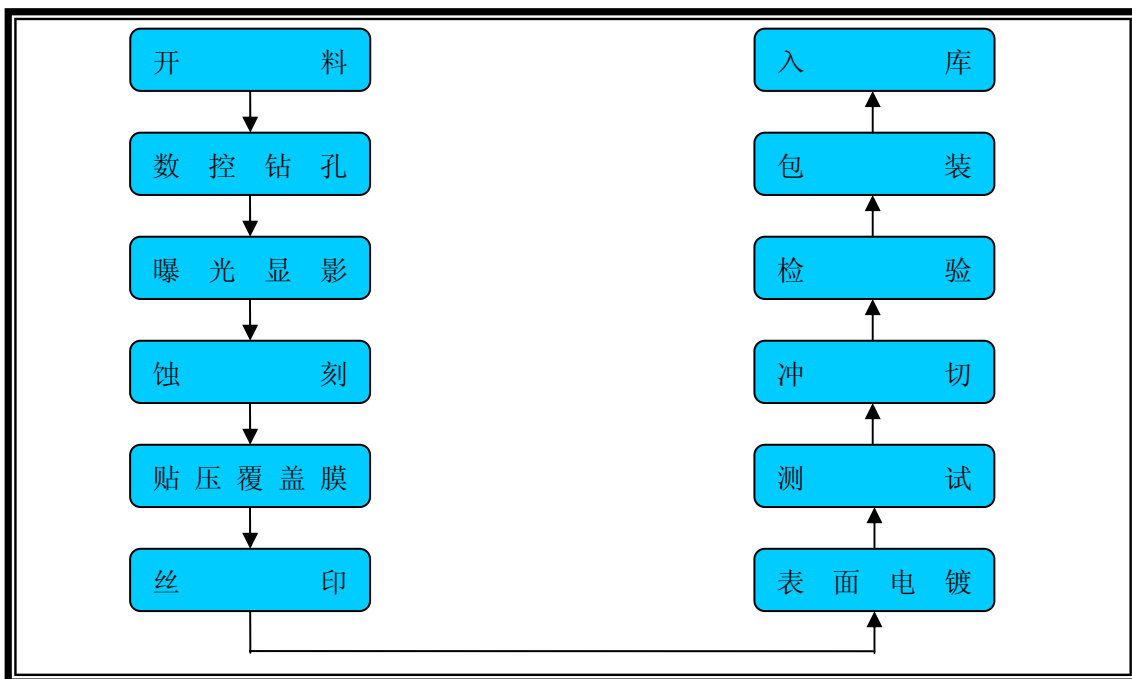 开料
数控钻孔
曝光显影
蚀刻
贴压覆盖膜
丝印
表面电镀
测试
冲切
检验
包装
入库